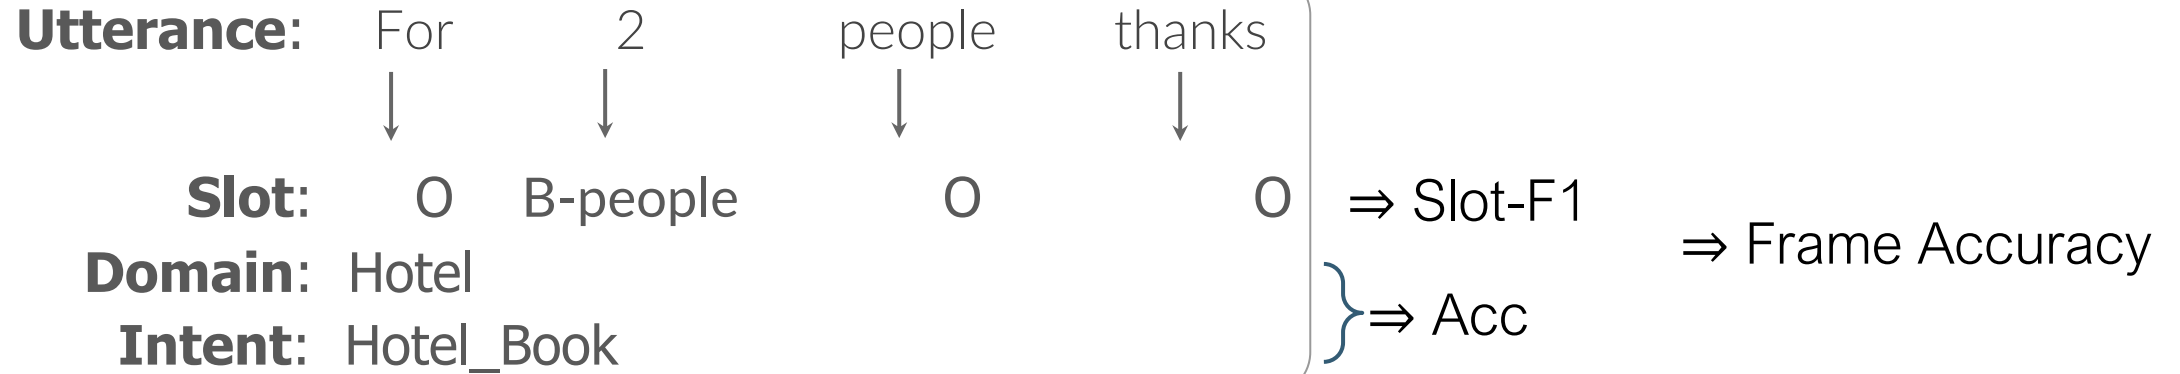 Utterance: For 2 people thanks
Slot: O B-people O O ⇒ Slot-F1
⇒ Frame Accuracy
Domain: Hotel
⇒ Acc
Intent: Hotel_Book